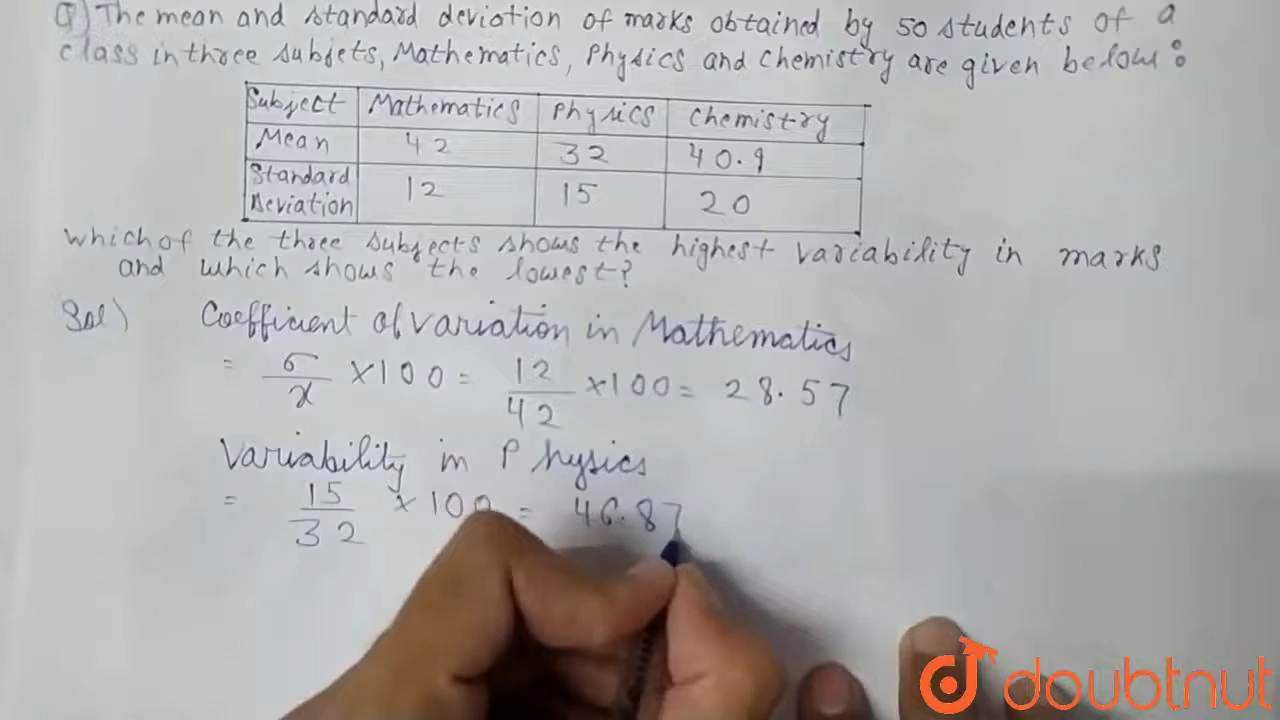 Q) The mean and standard deviation of marks obtained by 50 students of a
class in three subjets, Mathematics, Physics and Chemistry are given below:
Subject Mathematics Physics Chemistry
Mean 42 32 40.9
Standard Deviation 12 15 20
which of the three subjects shows the highest variability in marks
and which shows the lowest?
Sol) Coefficient of variation in Mathematics
= σ/x × 100 = 12/42 × 100 = 28.57
Variability in Physics
= 15/32 × 100 = 46.87
doubtnut